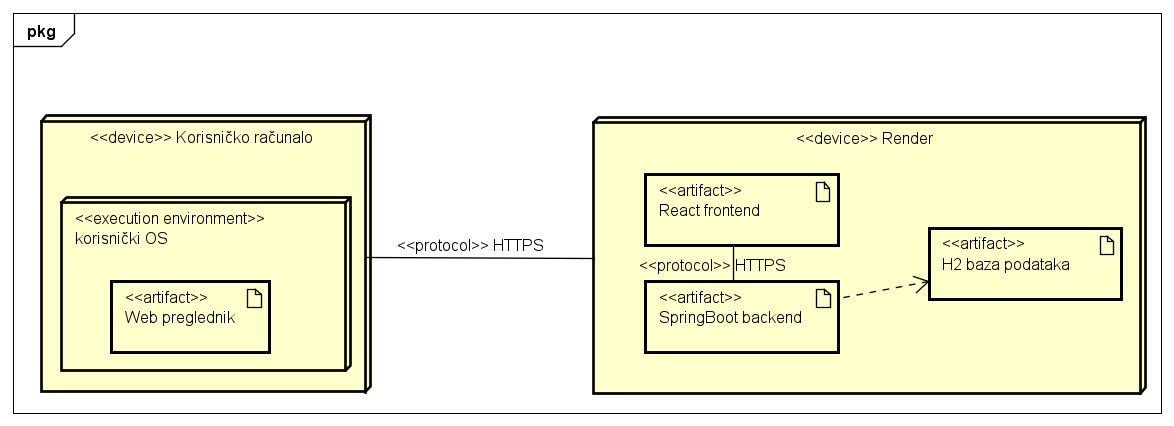 pkg
<<device>> Korisničko računalo
<<execution environment>>
korisnički OS
<<artifact>>
Web preglednik
<<protocol>> HTTPS
<<device>> Render
<<artifact>>
React frontend
<<protocol>> HTTPS
<<artifact>>
SpringBoot backend
<<artifact>>
H2 baza podataka